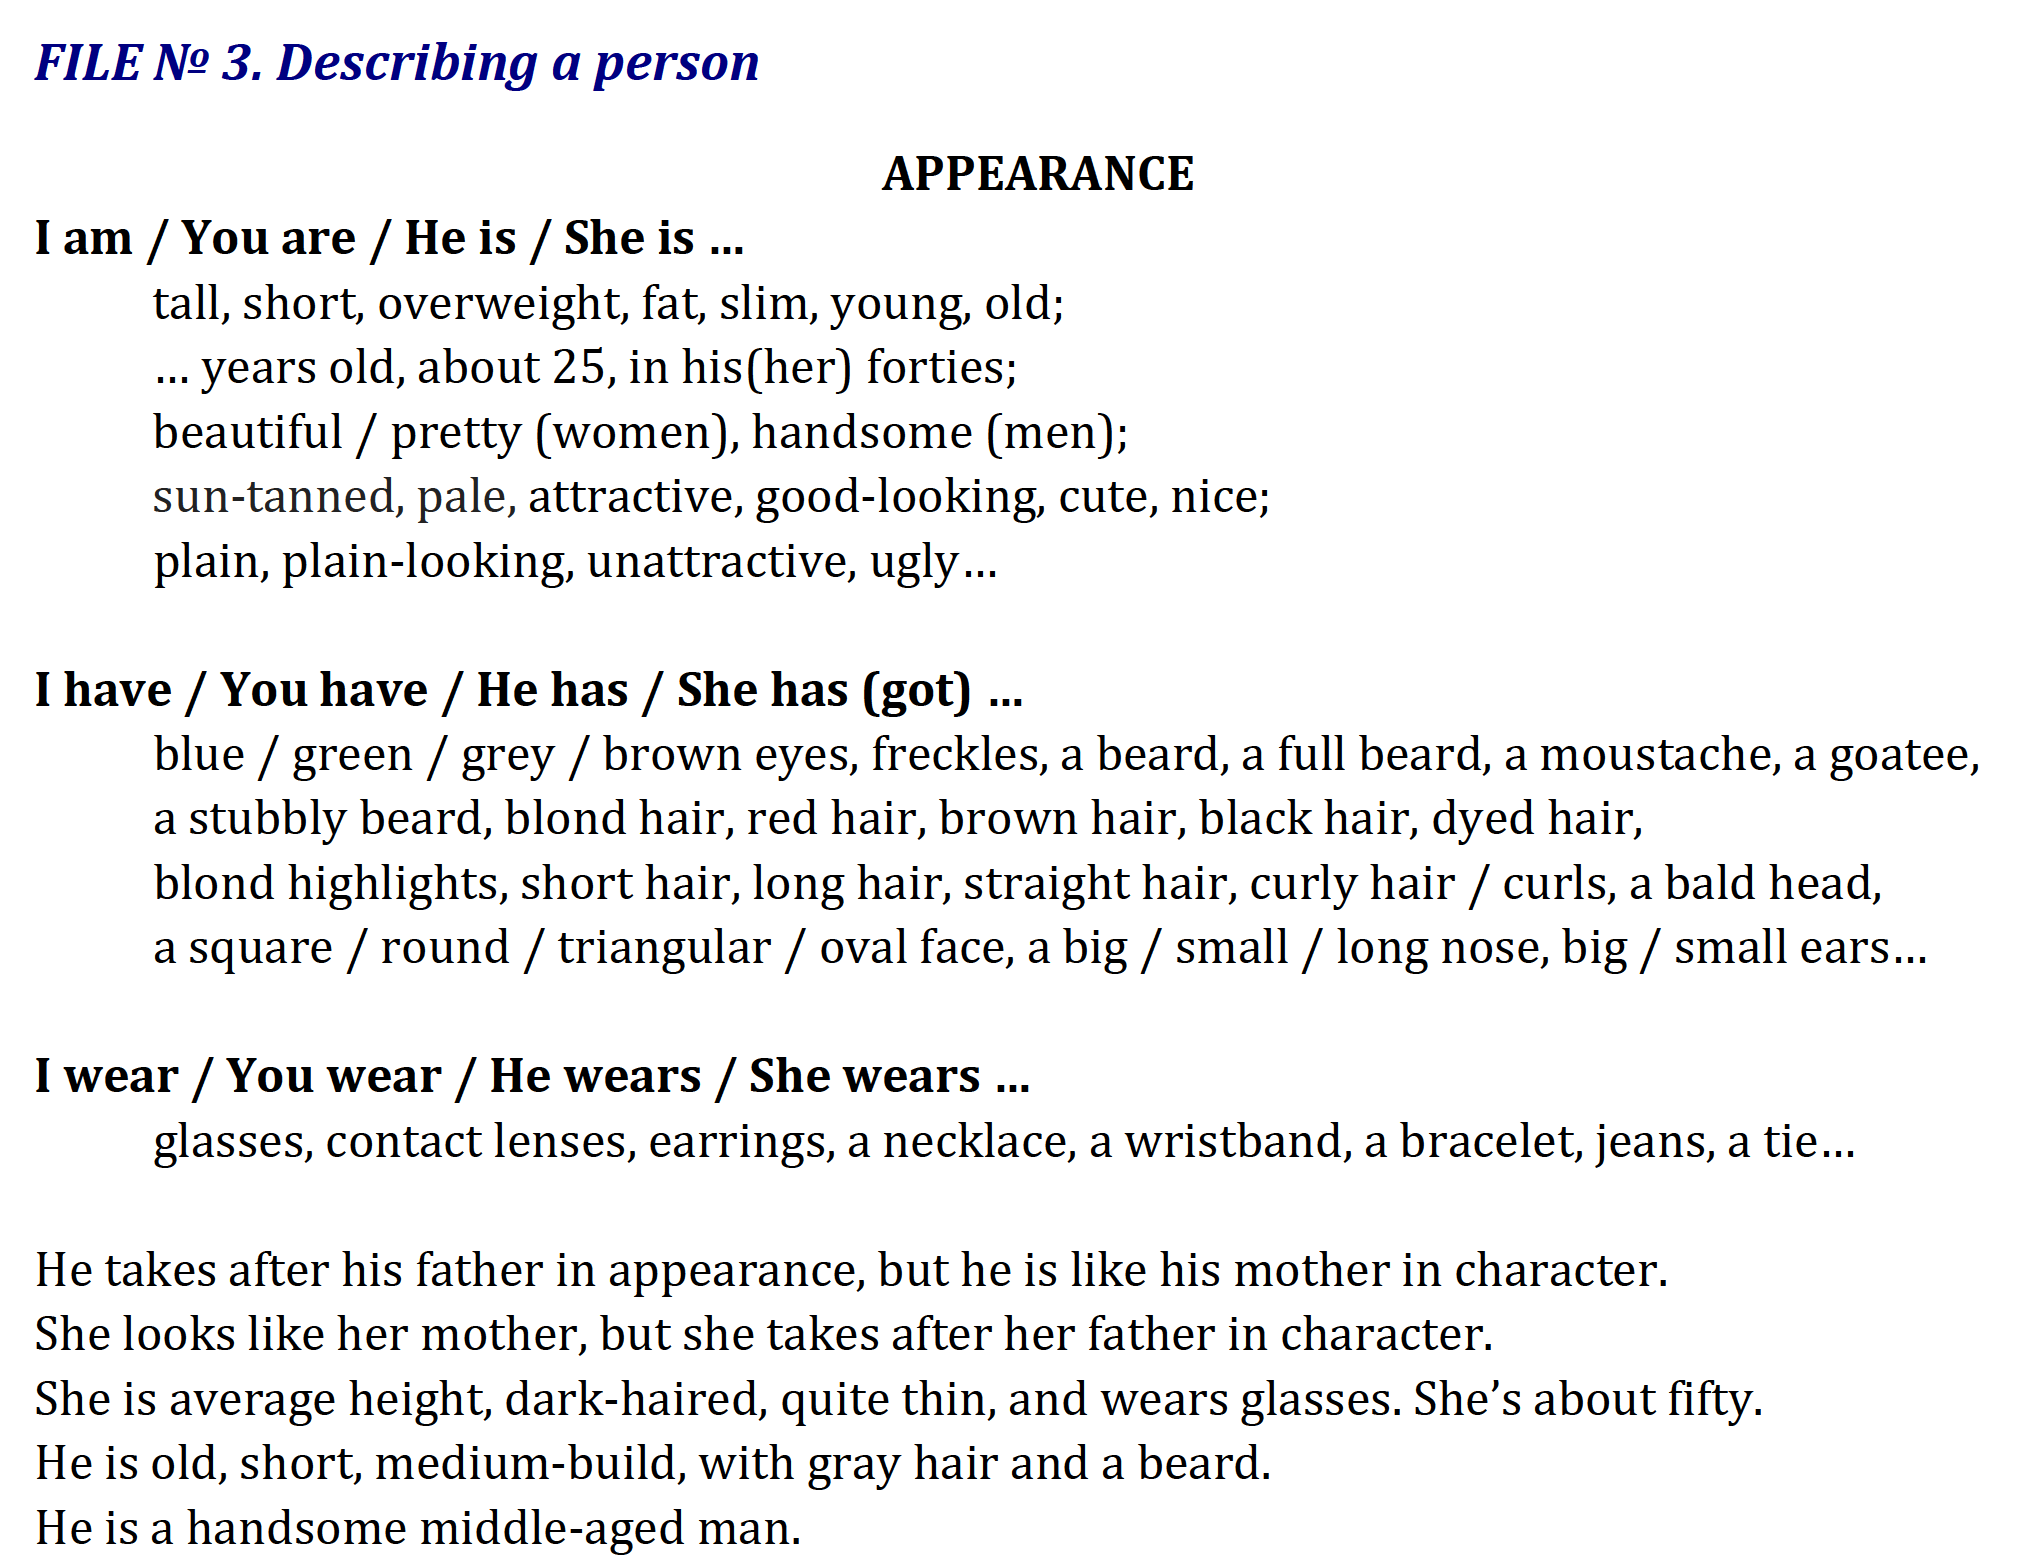 FILE № 3. Describing a person
APPEARANCE
I am / You are / He is / She is …
tall, short, overweight, fat, slim, young, old;
… years old, about 25, in his(her) forties;
beautiful / pretty (women), handsome (men);
sun-tanned, pale, attractive, good-looking, cute, nice;
plain, plain-looking, unattractive, ugly…
I have / You have / He has / She has (got) …
blue / green / grey / brown eyes, freckles, a beard, a full beard, a moustache, a goatee,
a stubbly beard, blond hair, red hair, brown hair, black hair, dyed hair,
blond highlights, short hair, long hair, straight hair, curly hair / curls, a bald head,
a square / round / triangular / oval face, a big / small / long nose, big / small ears…
I wear / You wear / He wears / She wears …
glasses, contact lenses, earrings, a necklace, a wristband, a bracelet, jeans, a tie…
He takes after his father in appearance, but he is like his mother in character.
She looks like her mother, but she takes after her father in character.
She is average height, dark-haired, quite thin, and wears glasses. She’s about fifty.
He is old, short, medium-build, with gray hair and a beard.
He is a handsome middle-aged man.